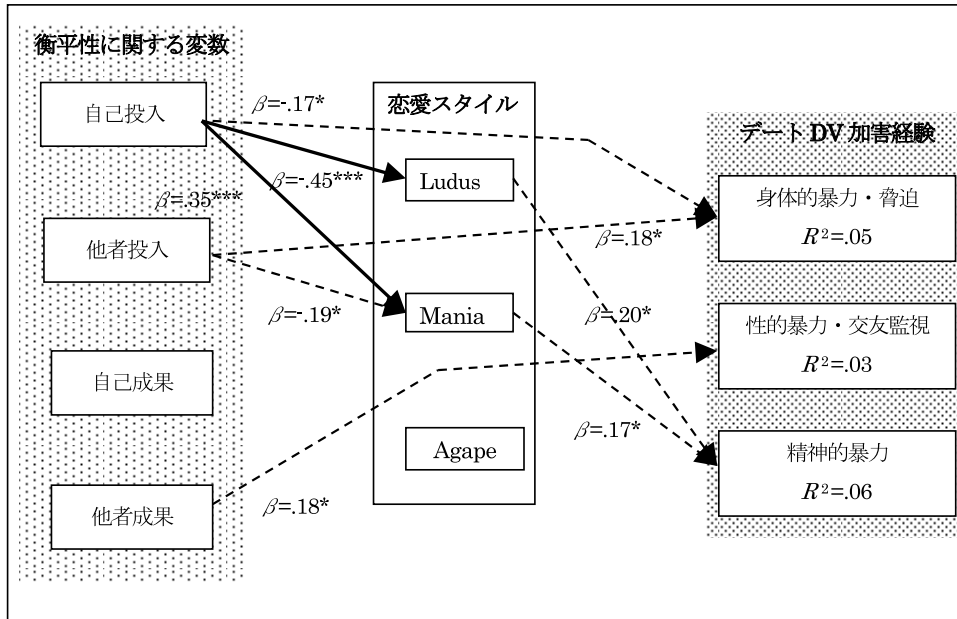 衡平性に関する変数
自己投入
他者投入
自己成果
他者成果
β=-.17*
β=-.45***
β=.35***
β=-.19*
β=.18*
恋愛スタイル
Ludus
Mania
Agape
β=.18*
β=.20*
β=.17*
デート DV 加害経験
身体的暴力・脅迫
R²=.05
性的暴力・交友監視
R²=.03
精神的暴力
R²=.06